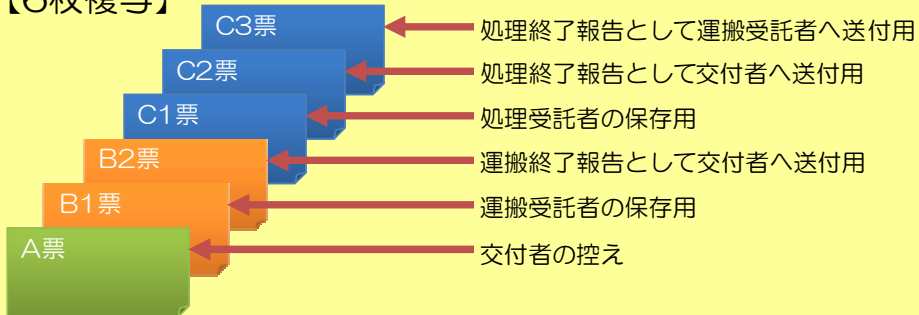 【6枚複写】
C3票 処理終了報告として運搬受託者へ送付用
C2票 処理終了報告として交付者へ送付用
C1票 処理受託者の保存用
B2票 運搬終了報告として交付者へ送付用
B1票 運搬受託者の保存用
A票 交付者の控え